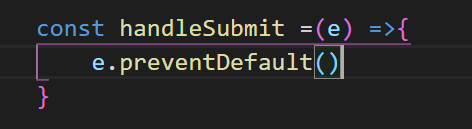 const handleSubmit =(e) =>{
    e.preventDefault()
}